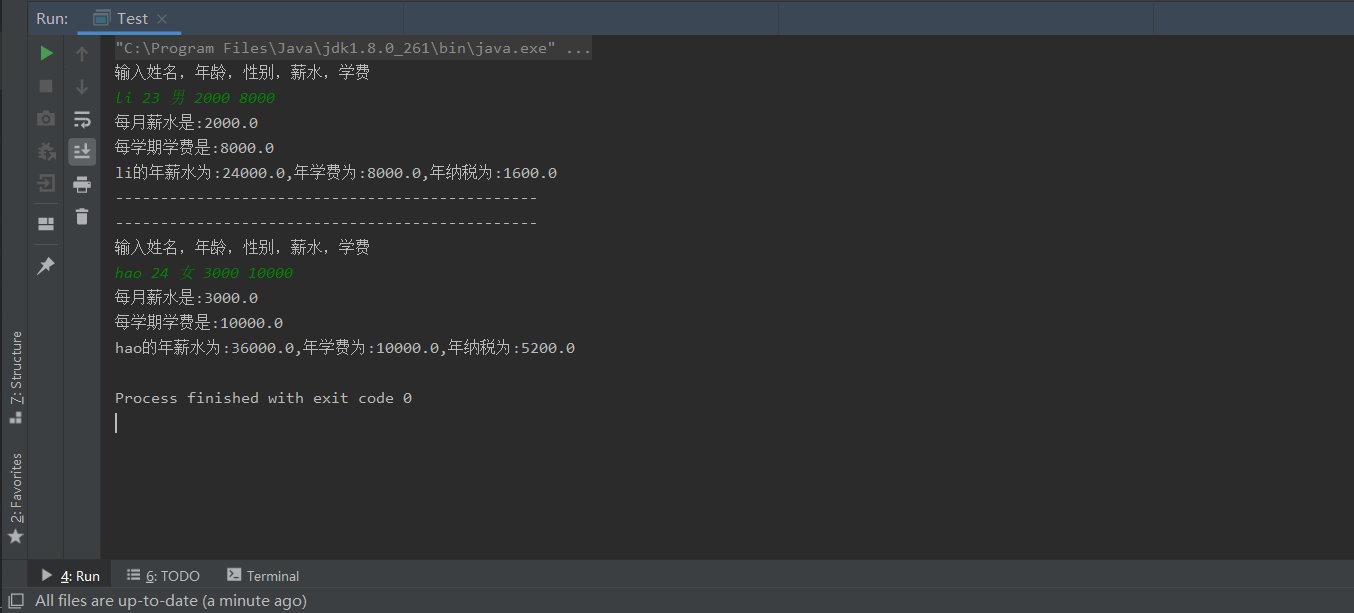 Run: Test
"C:\Program Files\Java\jdk1.8.0_261\bin\java.exe" ...
输入姓名，年龄，性别，薪水，学费
li 23 男 2000 8000
每月薪水是:2000.0
每学期学费是:8000.0
li的年薪水为:24000.0,年学费为:8000.0,年纳税为:1600.0
-----------------------------------------------
-----------------------------------------------
输入姓名，年龄，性别，薪水，学费
hao 24 女 3000 10000
每月薪水是:3000.0
每学期学费是:10000.0
hao的年薪水为:36000.0,年学费为:10000.0,年纳税为:5200.0
Process finished with exit code 0
7: Structure
2: Favorites
4: Run 6: TODO Terminal
All files are up-to-date (a minute ago)